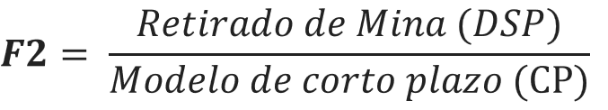 F2 = Retirado de Mina (DSP)
Modelo de corto plazo (CP)